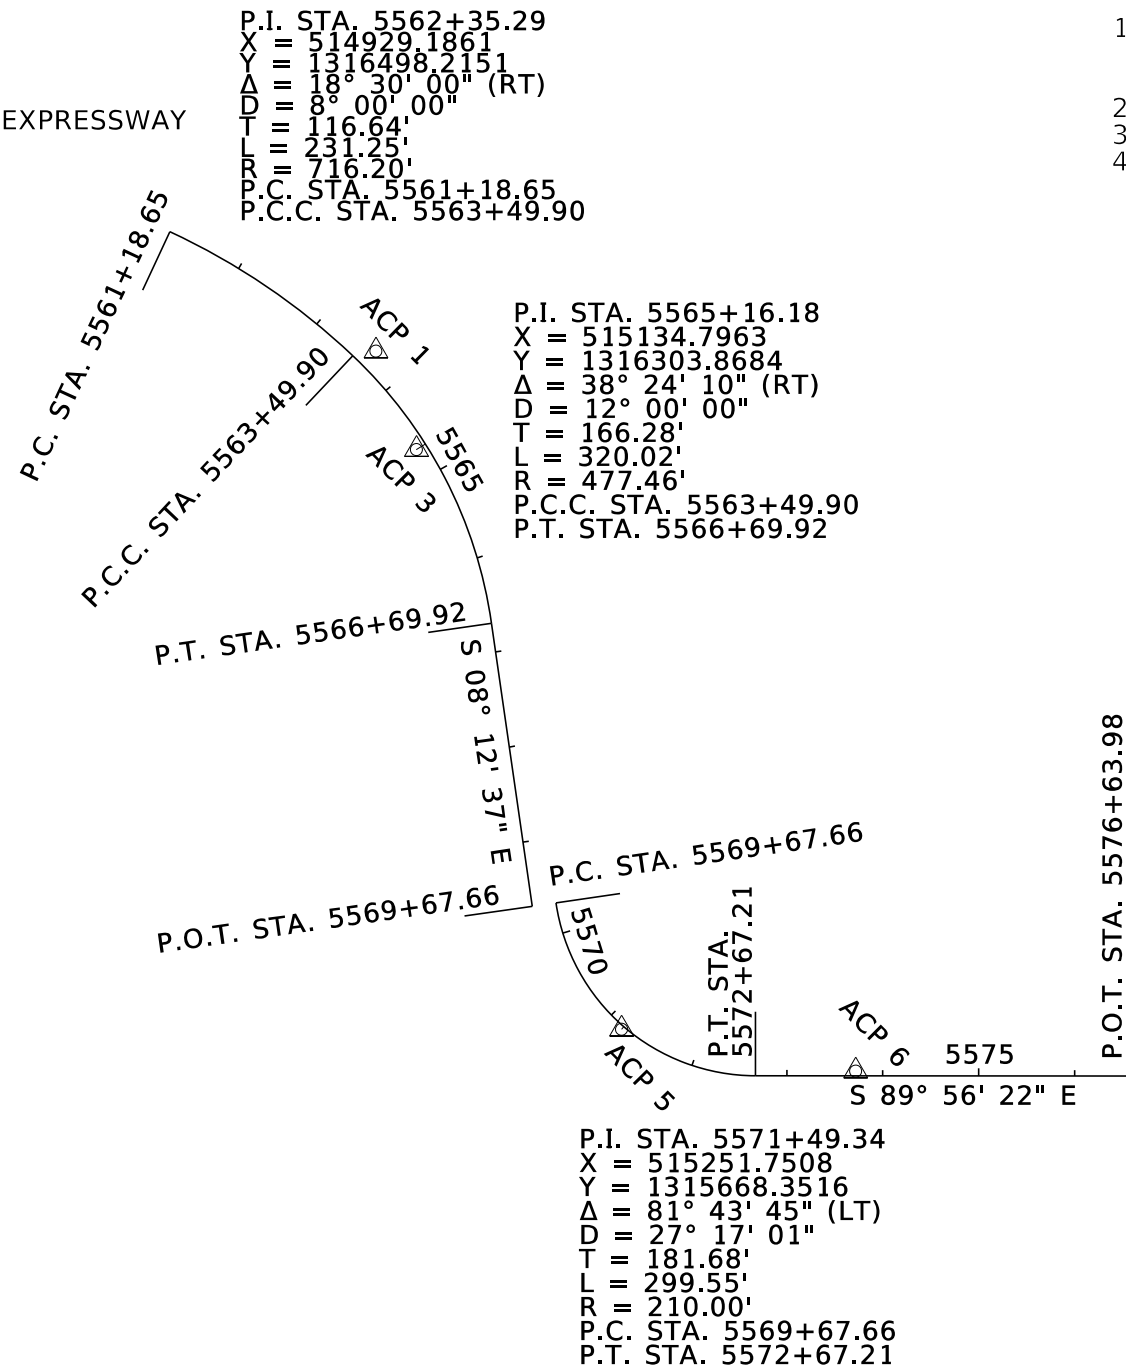 P.I. STA. 5562+35.29
X = 514929.1861
Y = 1316498.2151
Δ = 18° 30' 00" (RT)
D = 8° 00' 00"
T = 116.64'
L = 231.25'
R = 716.20'
P.C. STA. 5561+18.65
P.C.C. STA. 5563+49.90
1
2
3
4
EXPRESSWAY
P.C. STA. 5561+18.65
ACP 1
P.C.C. STA. 5563+49.90
ACP 3
5565
P.I. STA. 5565+16.18
X = 515134.7963
Y = 1316303.8684
Δ = 38° 24' 10" (RT)
D = 12° 00' 00"
T = 166.28'
L = 320.02'
R = 477.46'
P.C.C. STA. 5563+49.90
P.T. STA. 5566+69.92
P.T. STA. 5566+69.92
S 08° 12' 37" E
P.O.T. STA. 5569+67.66
P.C. STA. 5569+67.66
5570
P.T. STA.
5572+67.21
ACP 5
ACP 6
5575
S 89° 56' 22" E
P.O.T. STA. 5576+63.98
P.I. STA. 5571+49.34
X = 515251.7508
Y = 1315668.3516
Δ = 81° 43' 45" (LT)
D = 27° 17' 01"
T = 181.68'
L = 299.55'
R = 210.00'
P.C. STA. 5569+67.66
P.T. STA. 5572+67.21